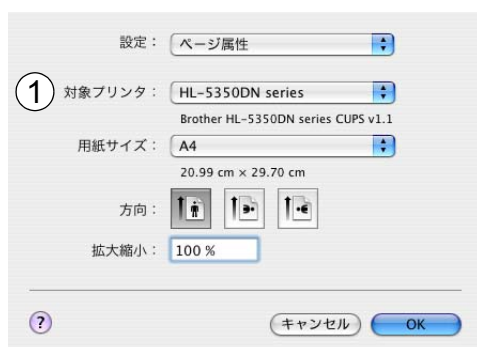 設定： ページ属性
① 対象プリンタ： HL-5350DN series
Brother HL-5350DN series CUPS v1.1
用紙サイズ： A4
20.99 cm × 29.70 cm
方向：
拡大縮小： 100 %
? キャンセル OK